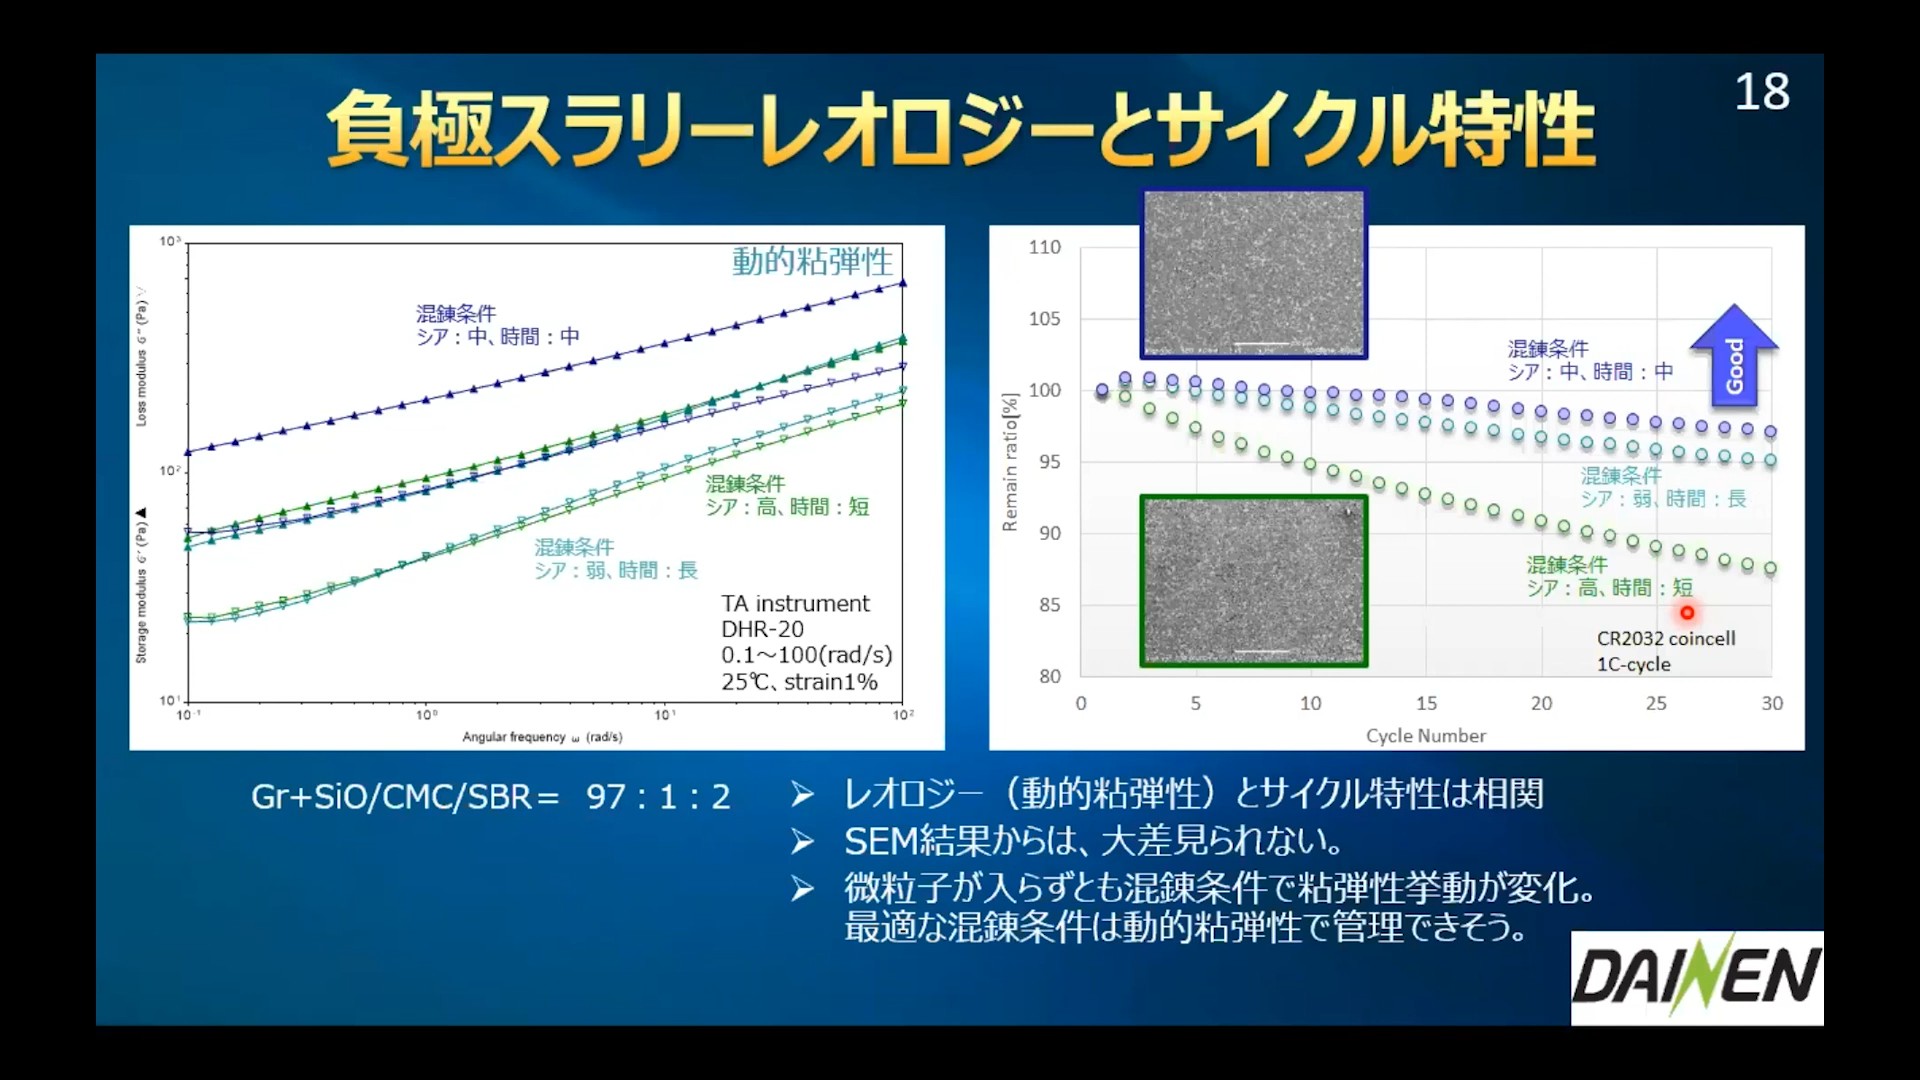 18
負極スラリーレオロジーとサイクル特性
10³
10²
10¹
10⁻¹
10⁰
10¹
10²
Loss modulus G'' (Pa) ▽
Storage modulus G' (Pa) ▲
Angular frequency ω (rad/s)
動的粘弾性
混錬条件
シア：中、時間：中
混錬条件
シア：高、時間：短
混錬条件
シア：弱、時間：長
TA instrument
DHR-20
0.1～100(rad/s)
25℃、strain1%
110
105
100
95
90
85
80
0
5
10
15
20
25
30
Remain ratio[%]
Cycle Number
混錬条件
シア：中、時間：中
Good
混錬条件
シア：弱、時間：長
混錬条件
シア：高、時間：短
CR2032 coincell
1C-cycle
Gr+SiO/CMC/SBR＝ 97：1：2
➢ レオロジー（動的粘弾性）とサイクル特性は相関
➢ SEM結果からは、大差見られない。
➢ 微粒子が入らずとも混錬条件で粘弾性挙動が変化。
最適な混錬条件は動的粘弾性で管理できそう。
DAINEN